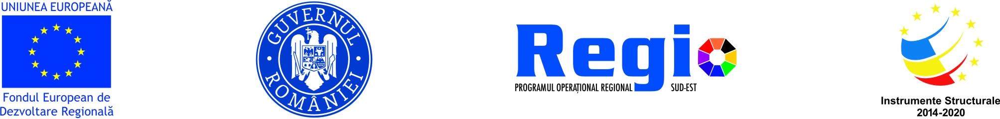 UNIUNEA EUROPEANĂ
Fondul European de
Dezvoltare Regională
GUVERNUL
ROMÂNIEI
Regio
PROGRAMUL OPERAȚIONAL REGIONAL SUD-EST
Instrumente Structurale
2014-2020